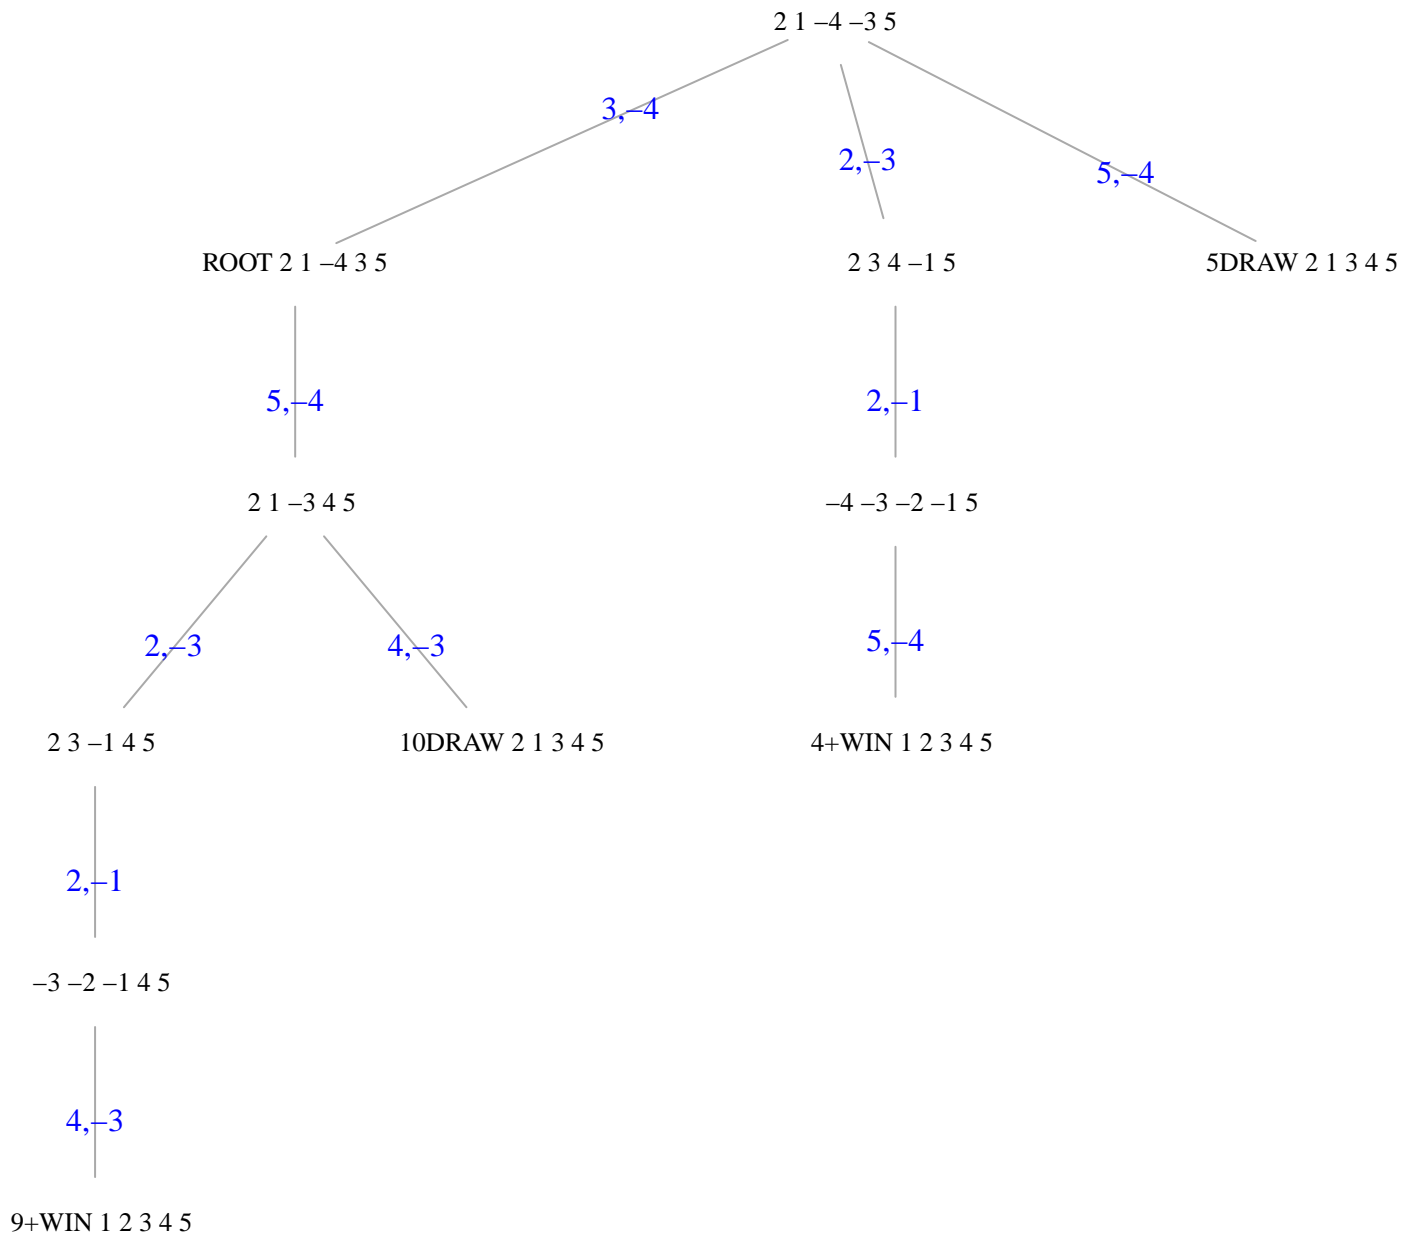 2 1 –4 –3 5
3,–4
2,–3
5,–4
ROOT 2 1 –4 3 5
2 3 4 –1 5
5DRAW 2 1 3 4 5
5,–4
2,–1
2 1 –3 4 5
–4 –3 –2 –1 5
2,–3
4,–3
5,–4
2 3 –1 4 5
10DRAW 2 1 3 4 5
4+WIN 1 2 3 4 5
2,–1
–3 –2 –1 4 5
4,–3
9+WIN 1 2 3 4 5